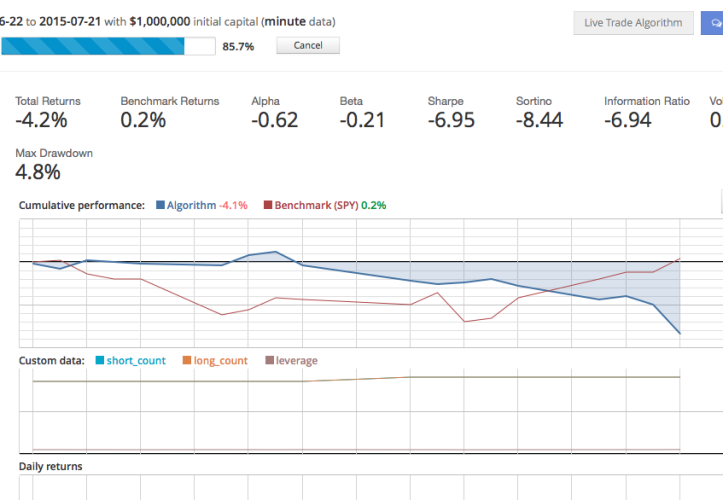 6-22 to 2015-07-21 with $1,000,000 initial capital (minute data)
Live Trade Algorithm
85.7% Cancel
Total Returns Benchmark Returns Alpha Beta Sharpe Sortino Information Ratio Vo
-4.2% 0.2% -0.62 -0.21 -6.95 -8.44 -6.94 0.
Max Drawdown
4.8%
Cumulative performance: Algorithm -4.1% Benchmark (SPY) 0.2%
Custom data: short_count long_count leverage
Daily returns